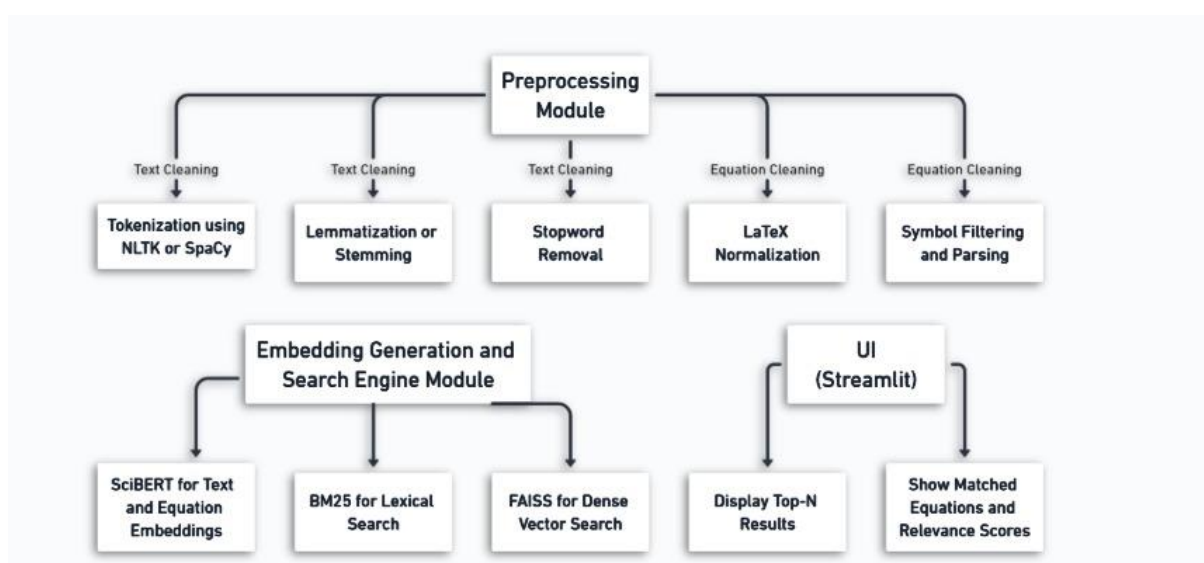 Preprocessing
Module
Text Cleaning
Text Cleaning
Text Cleaning
Equation Cleaning
Equation Cleaning
Tokenization using
NLTK or SpaCy
Lemmatization or
Stemming
Stopword
Removal
LaTeX
Normalization
Symbol Filtering
and Parsing
Embedding Generation and
Search Engine Module
UI
(Streamlit)
SciBERT for Text
and Equation
Embeddings
BM25 for Lexical
Search
FAISS for Dense
Vector Search
Display Top-N
Results
Show Matched
Equations and
Relevance Scores